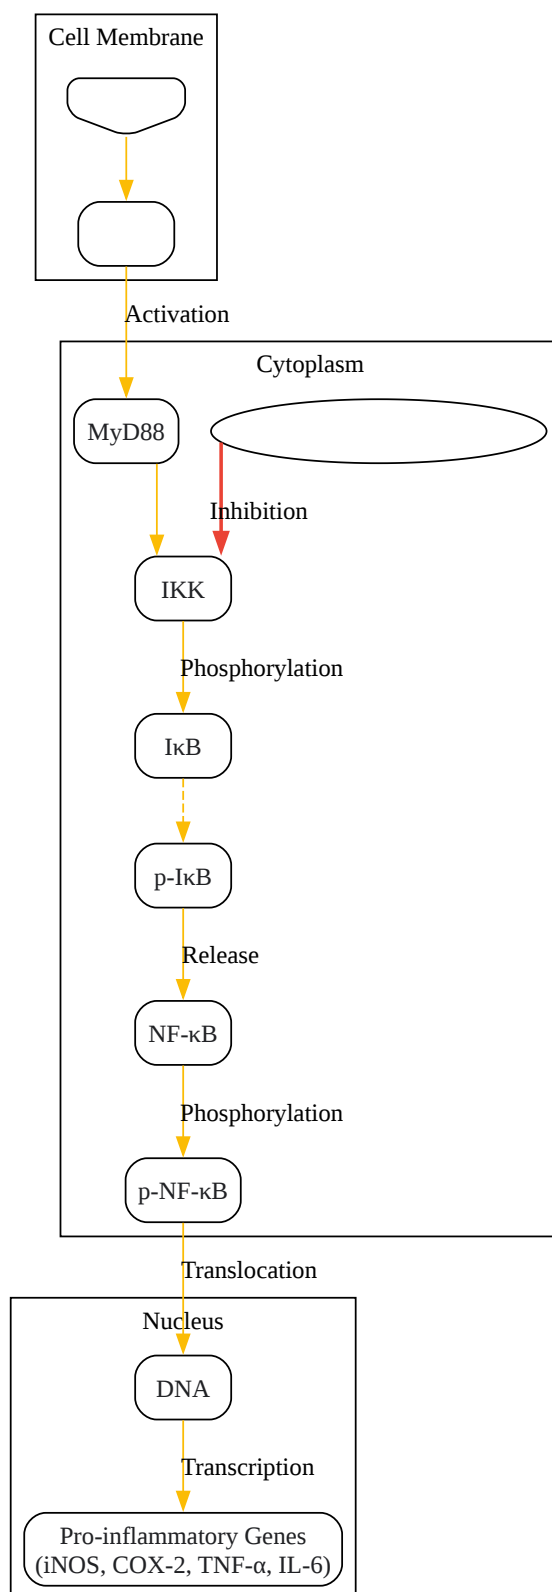 Cell Membrane
Activation
Cytoplasm
MyD88
Inhibition
IKK
Phosphorylation
IκB
p-IκB
Release
NF-κB
Phosphorylation
p-NF-κB
Translocation
Nucleus
DNA
Transcription
Pro-inflammatory Genes
(iNOS, COX-2, TNF-α, IL-6)